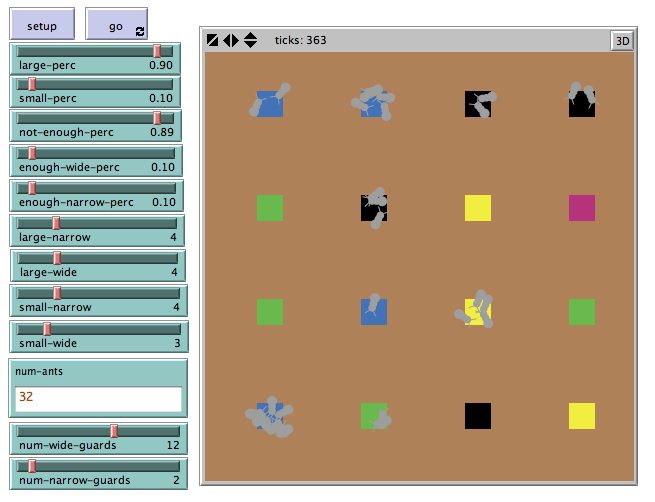 setup
go
ticks: 363
3D
large-perc 0.90
small-perc 0.10
not-enough-perc 0.89
enough-wide-perc 0.10
enough-narrow-perc 0.10
large-narrow 4
large-wide 4
small-narrow 4
small-wide 3
num-ants
32
num-wide-guards 12
num-narrow-guards 2